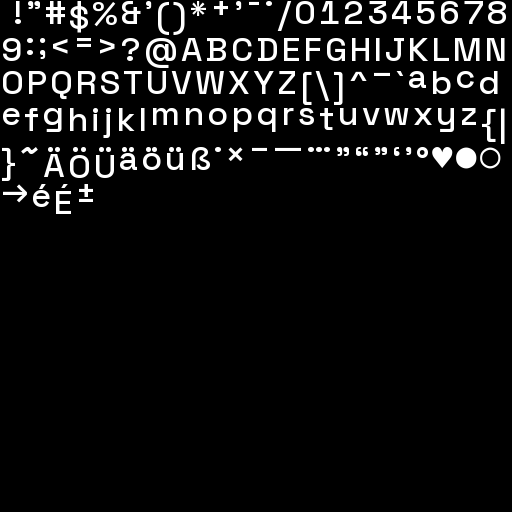 !"#$%&'()*+,-./012345678
9:;<=>?@ABCDEFGHIJKLMN
OPQRSTUVWXYZ[\]^_`abcd
efghijklmnopqrstuvwxyz{|
}~ÄÖÜäöüß·×–—…”“”‘’°♥●○
→éÉ±